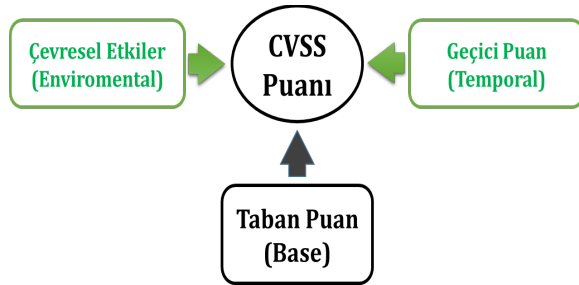 Çevresel Etkiler
(Enviromental)
CVSS
Puanı
Geçici Puan
(Temporal)
Taban Puan
(Base)